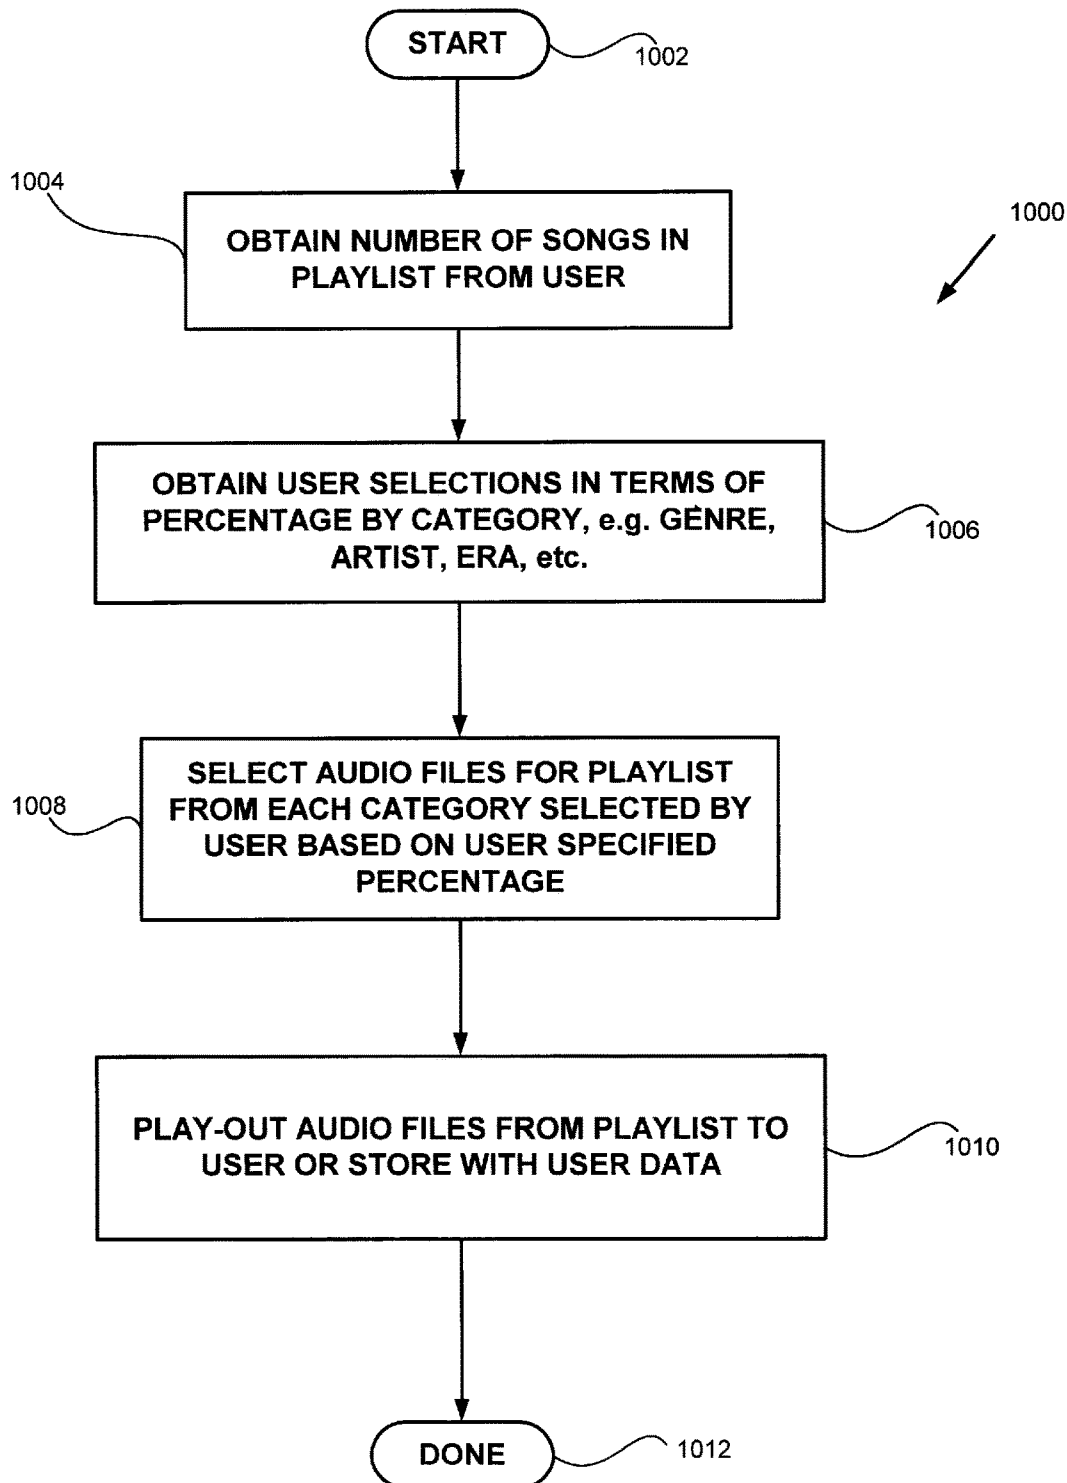 START
1002
1004
1000
OBTAIN NUMBER OF SONGS IN
PLAYLIST FROM USER
OBTAIN USER SELECTIONS IN TERMS OF
PERCENTAGE BY CATEGORY, e.g. GENRE,
ARTIST, ERA, etc.
1006
SELECT AUDIO FILES FOR PLAYLIST
FROM EACH CATEGORY SELECTED BY
USER BASED ON USER SPECIFIED
PERCENTAGE
1008
PLAY-OUT AUDIO FILES FROM PLAYLIST TO
USER OR STORE WITH USER DATA
1010
DONE
1012